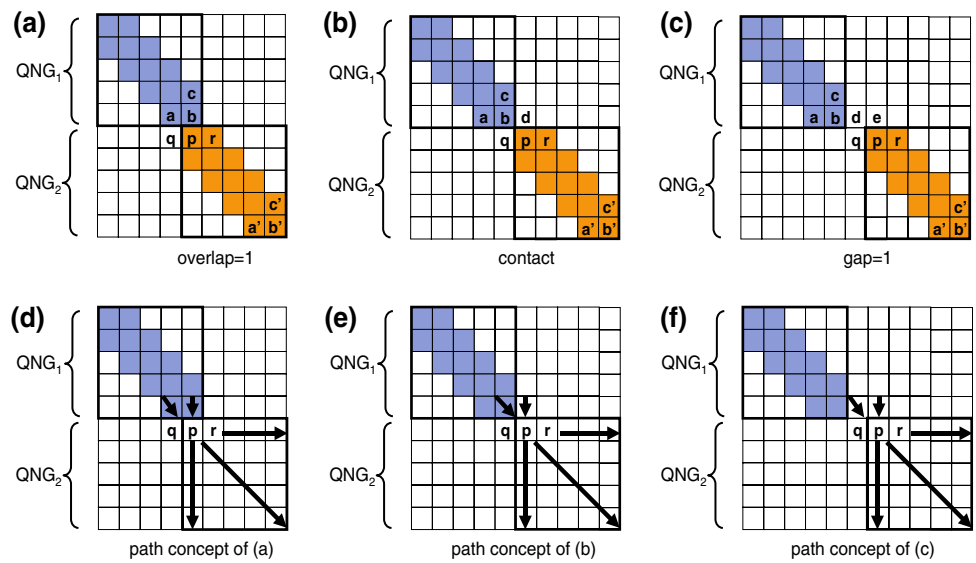 (a) (b) (c)
QNG1 QNG1 QNG1
c c c
a b a b d a b d e
q p r q p r q p r
QNG2 QNG2 QNG2
c' c' c'
a' b' a' b' a' b'
overlap=1 contact gap=1
(d) (e) (f)
QNG1 QNG1 QNG1
q p r q p r q p r
QNG2 QNG2 QNG2
path concept of (a) path concept of (b) path concept of (c)